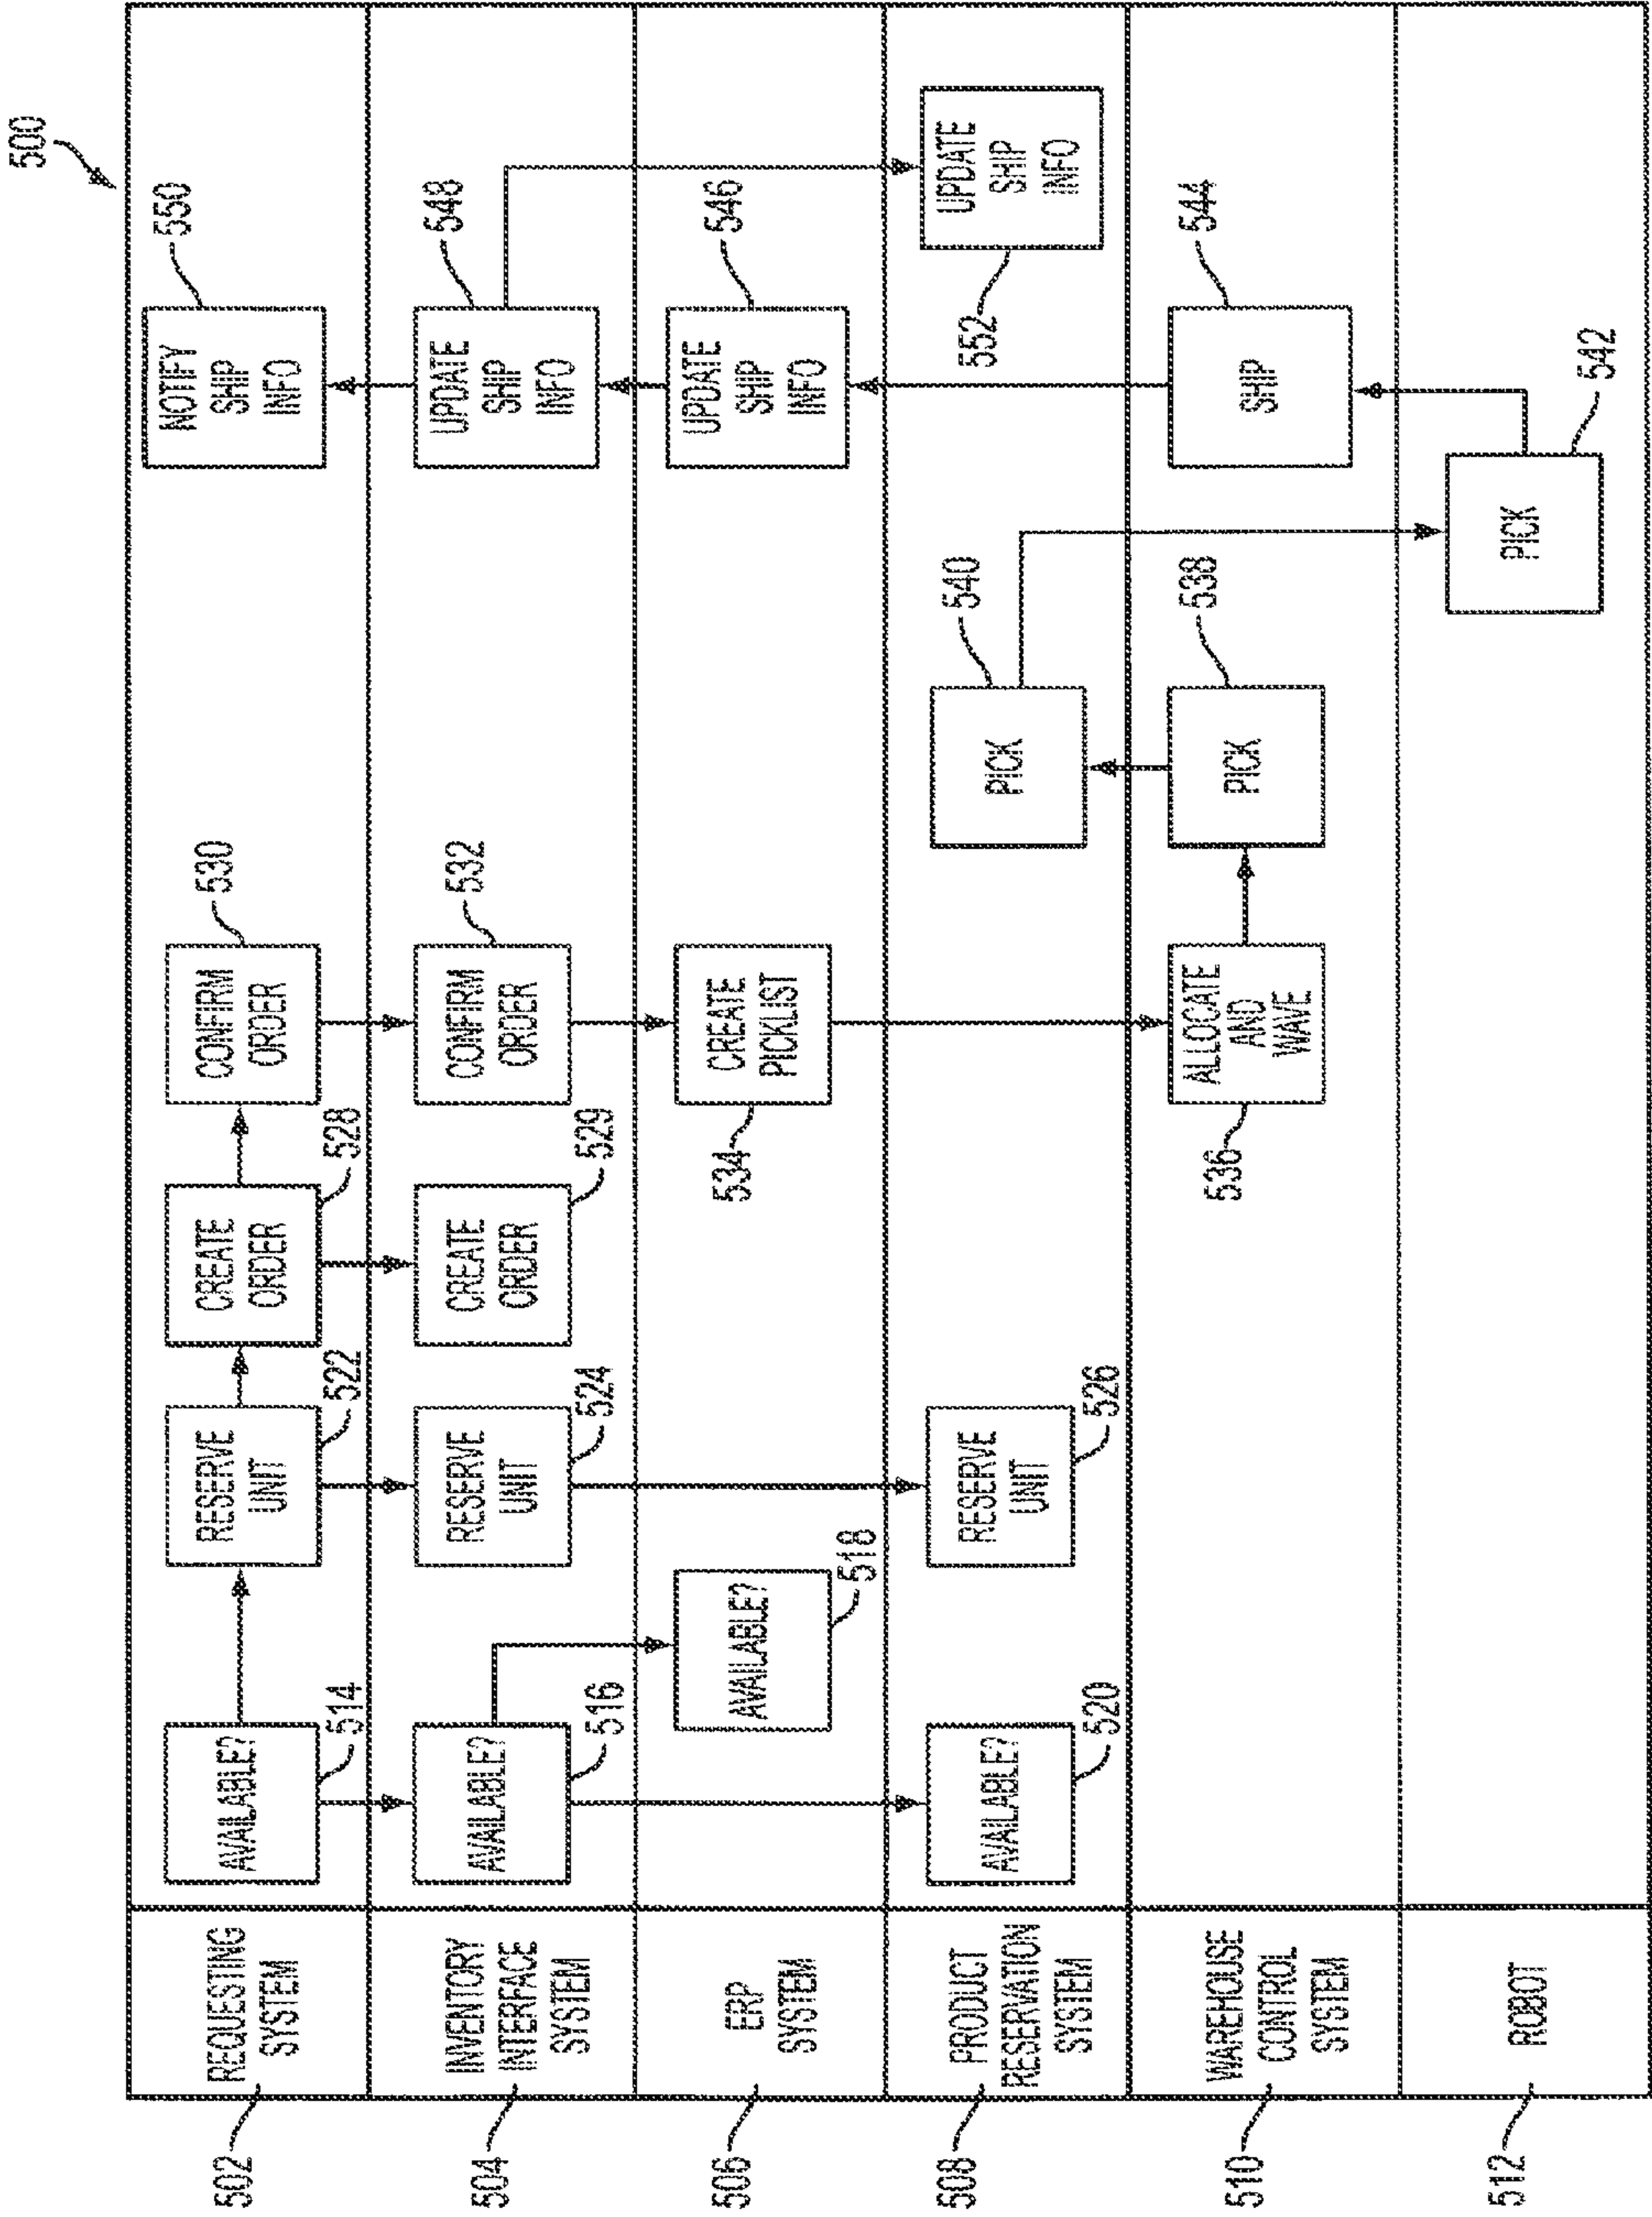 500
502
REQUESTING
SYSTEM
AVAILABLE?
514
RESERVE
UNIT
522
CREATE
ORDER
528
CONFIRM
ORDER
530
NOTIFY
SHIP
INFO
550
504
INVENTORY
INTERFACE
SYSTEM
AVAILABLE?
516
RESERVE
UNIT
524
CREATE
ORDER
529
CONFIRM
ORDER
532
UPDATE
SHIP
INFO
548
506
ERP
SYSTEM
AVAILABLE?
518
CREATE
PICKLIST
534
UPDATE
SHIP
INFO
546
508
PRODUCT
RESERVATION
SYSTEM
AVAILABLE?
520
RESERVE
UNIT
526
PICK
540
UPDATE
SHIP
INFO
552
510
WAREHOUSE
CONTROL
SYSTEM
ALLOCATE
AND
WAVE
536
PICK
538
SHIP
544
512
ROBOT
PICK
542